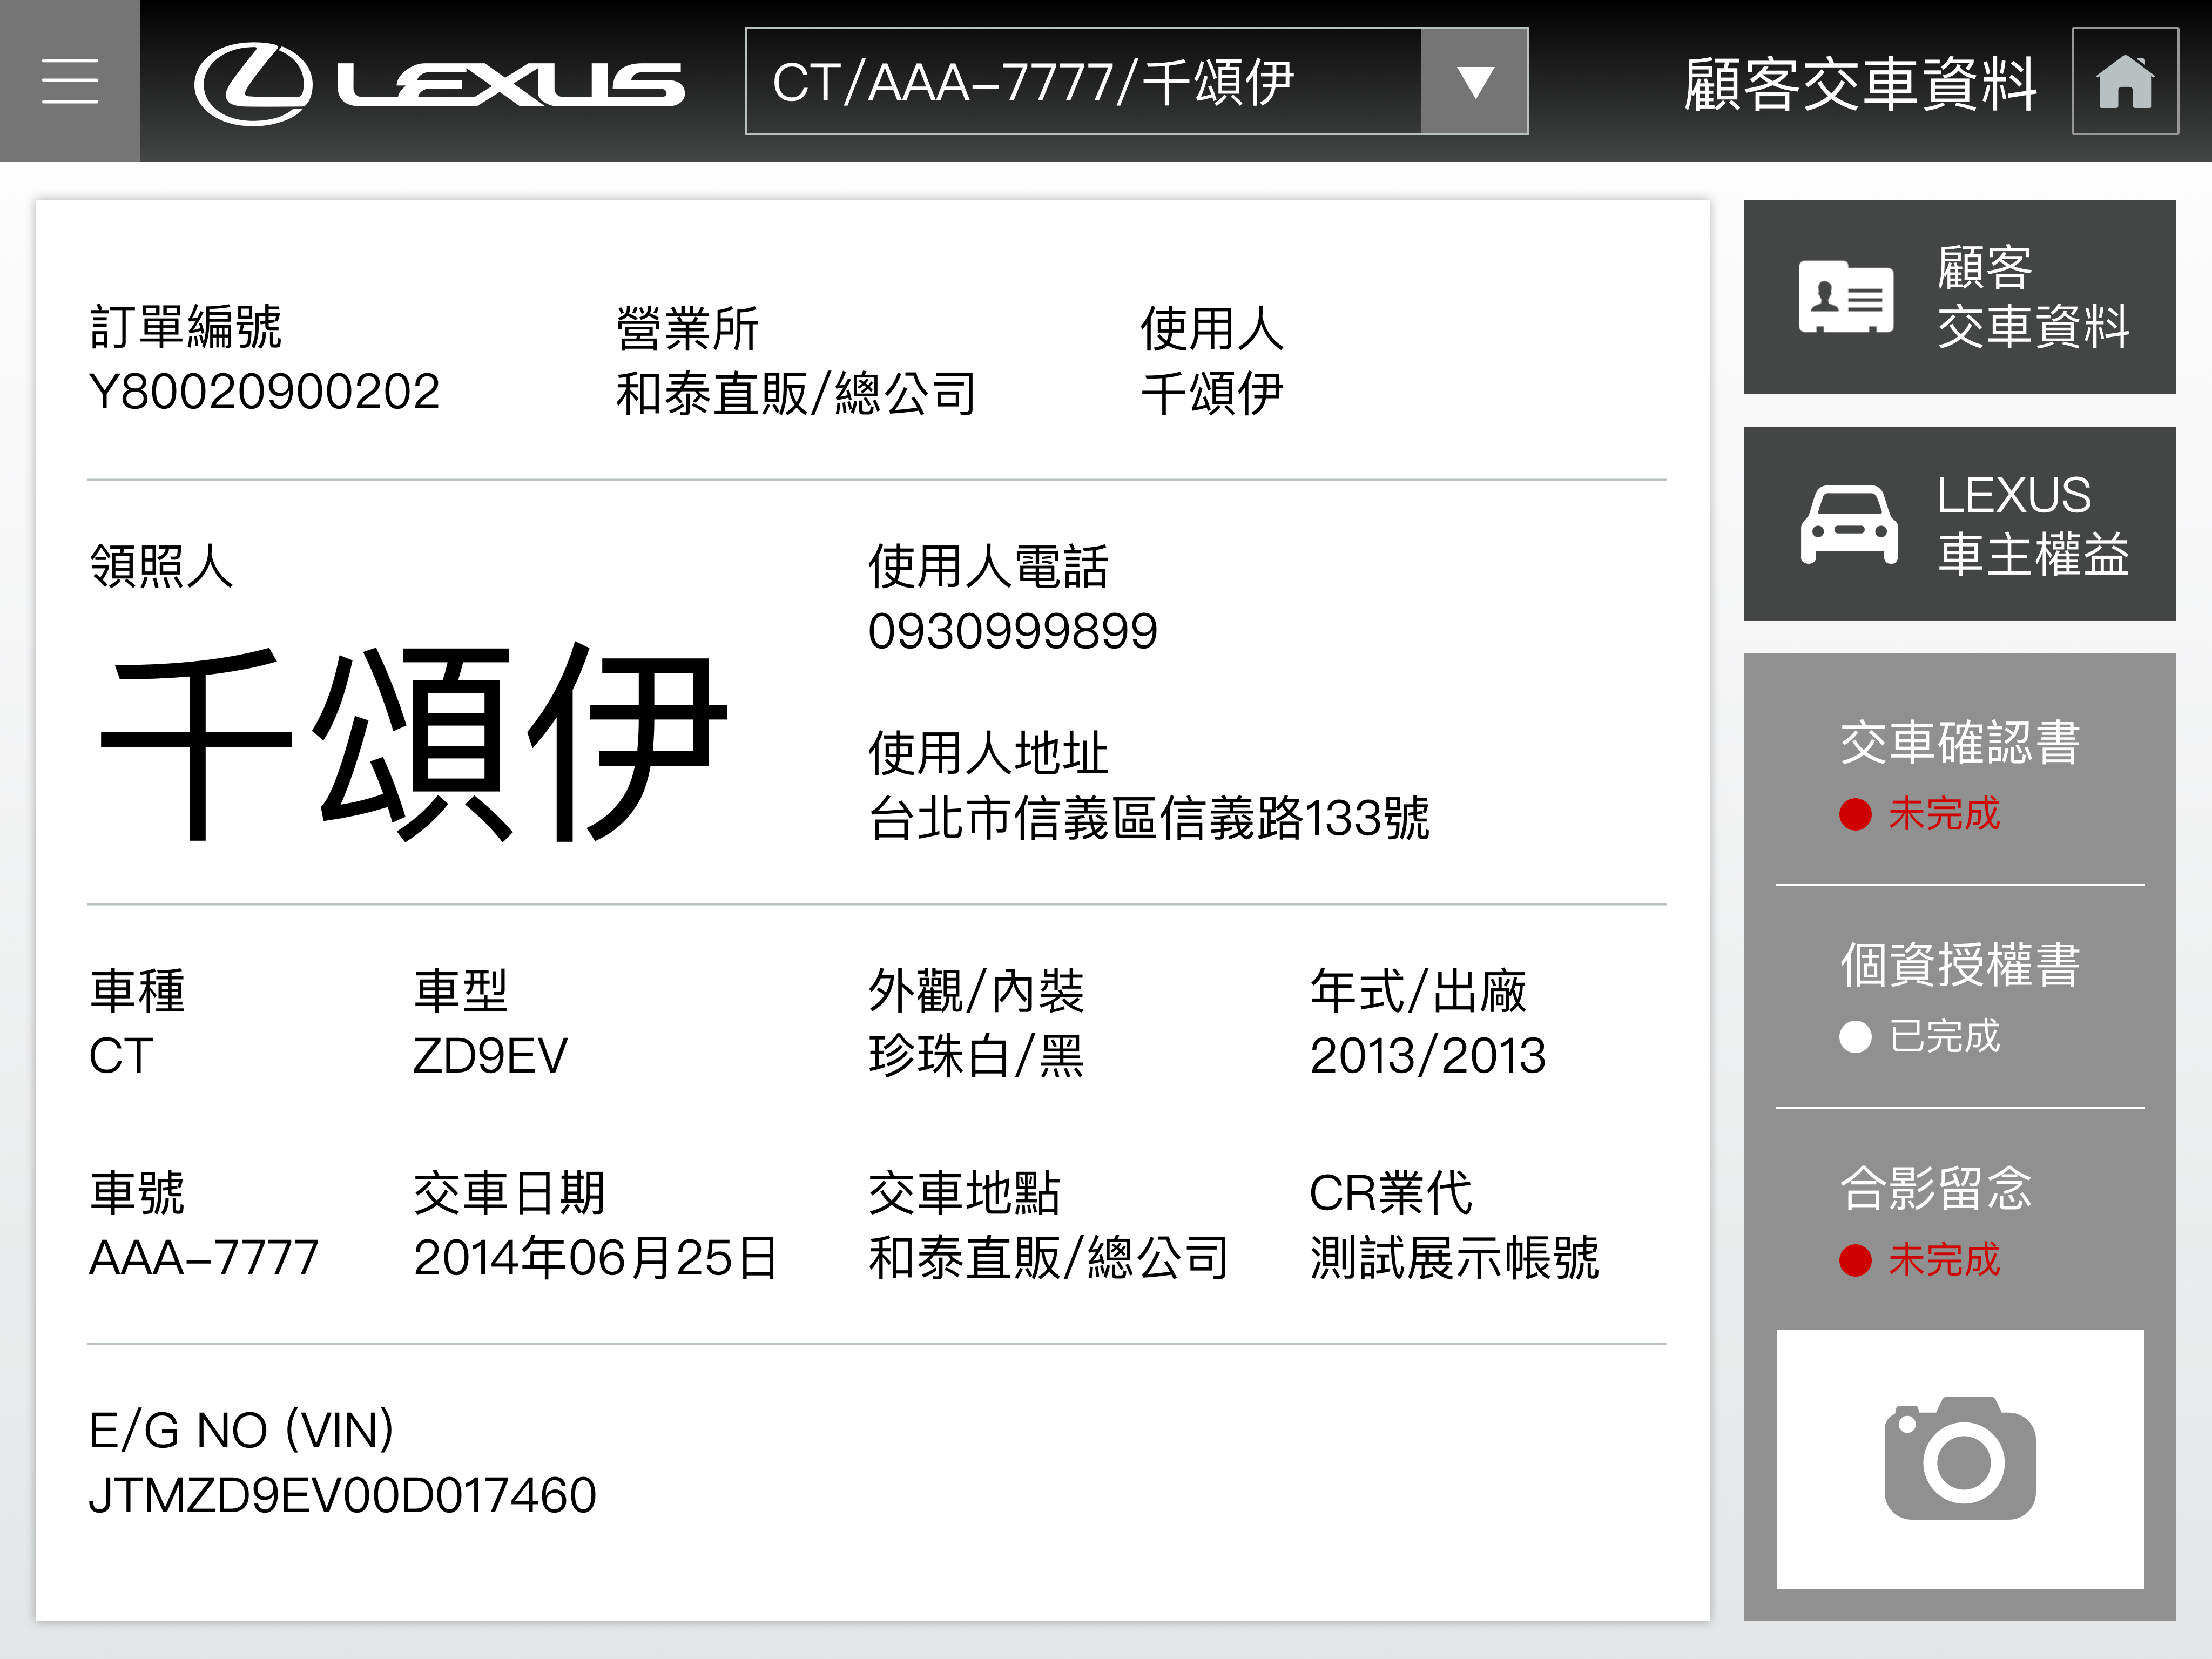 LEXUS
CT/AAA-7777/千頌伊
顧客交車資料
訂單編號
Y80020900202
營業所
和泰直販/總公司
使用人
千頌伊
領照人
千頌伊
使用人電話
0930999899
使用人地址
台北市信義區信義路133號
車種
CT
車型
ZD9EV
外觀/內裝
珍珠白/黑
年式/出廠
2013/2013
車號
AAA-7777
交車日期
2014年06月25日
交車地點
和泰直販/總公司
CR業代
測試展示帳號
E/G NO (VIN)
JTMZD9EV00D017460
顧客
交車資料
LEXUS
車主權益
交車確認書
未完成
個資授權書
已完成
合影留念
未完成